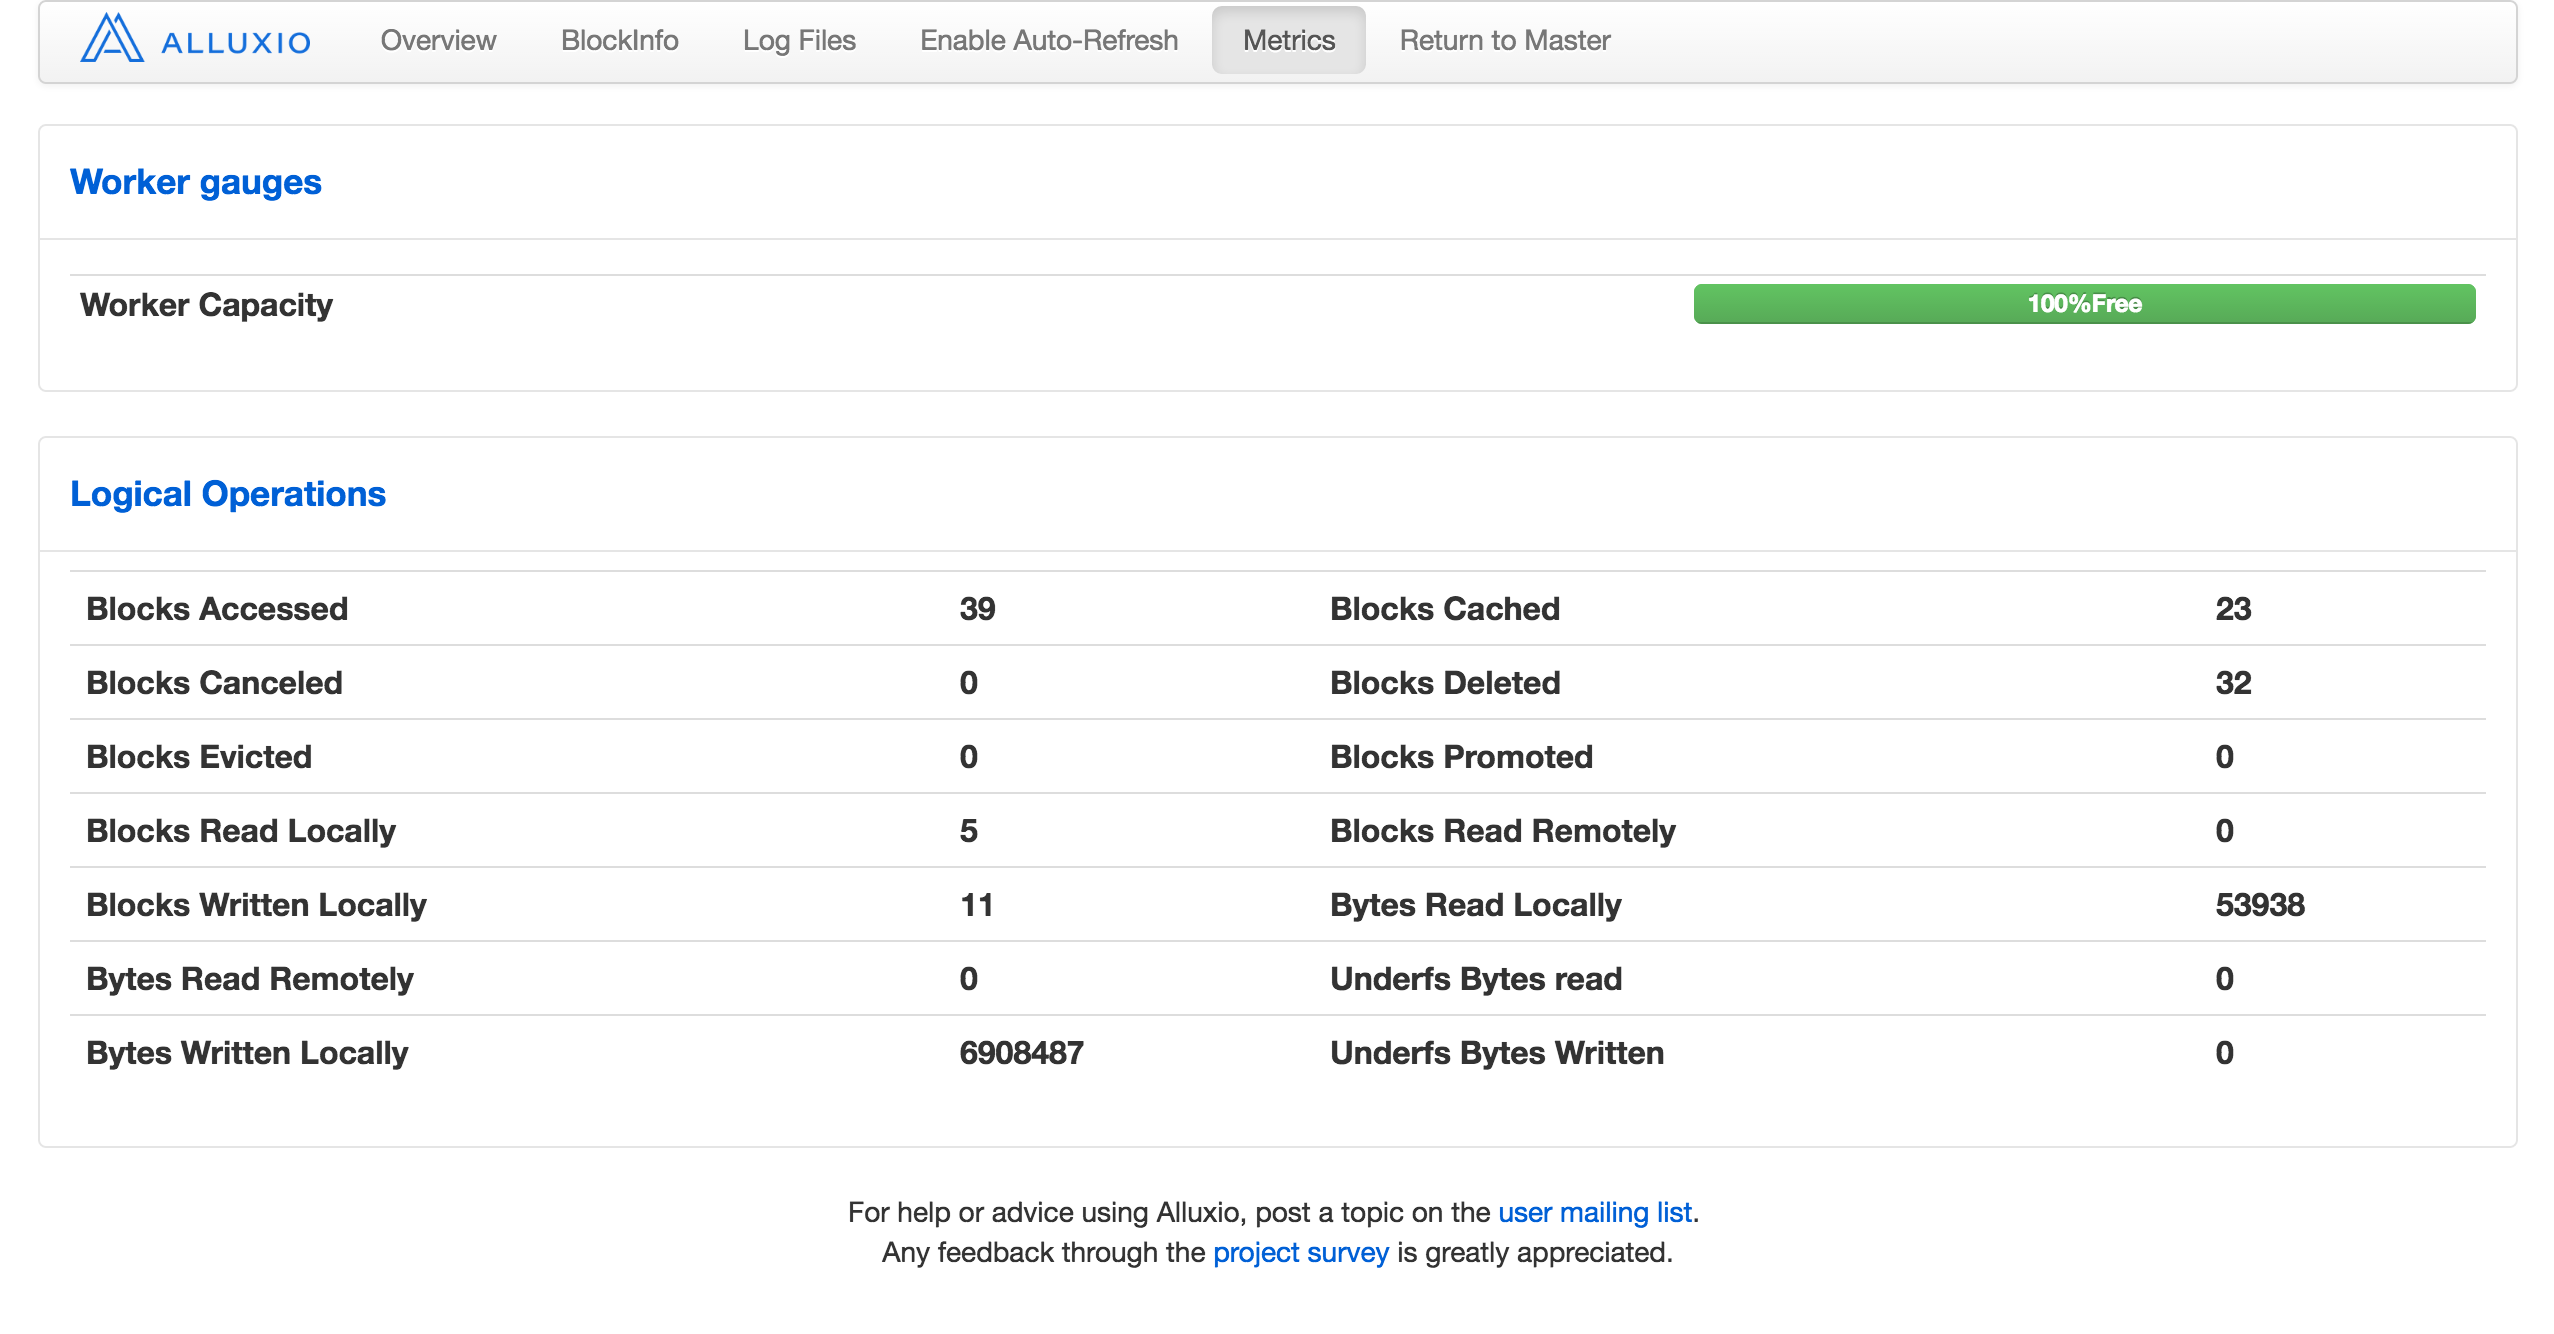 ALLUXIO Overview BlockInfo Log Files Enable Auto-Refresh Metrics Return to Master
Worker gauges
Worker Capacity 100%Free
Logical Operations
Blocks Accessed 39 Blocks Cached 23
Blocks Canceled 0 Blocks Deleted 32
Blocks Evicted 0 Blocks Promoted 0
Blocks Read Locally 5 Blocks Read Remotely 0
Blocks Written Locally 11 Bytes Read Locally 53938
Bytes Read Remotely 0 Underfs Bytes read 0
Bytes Written Locally 6908487 Underfs Bytes Written 0
For help or advice using Alluxio, post a topic on the user mailing list.
Any feedback through the project survey is greatly appreciated.